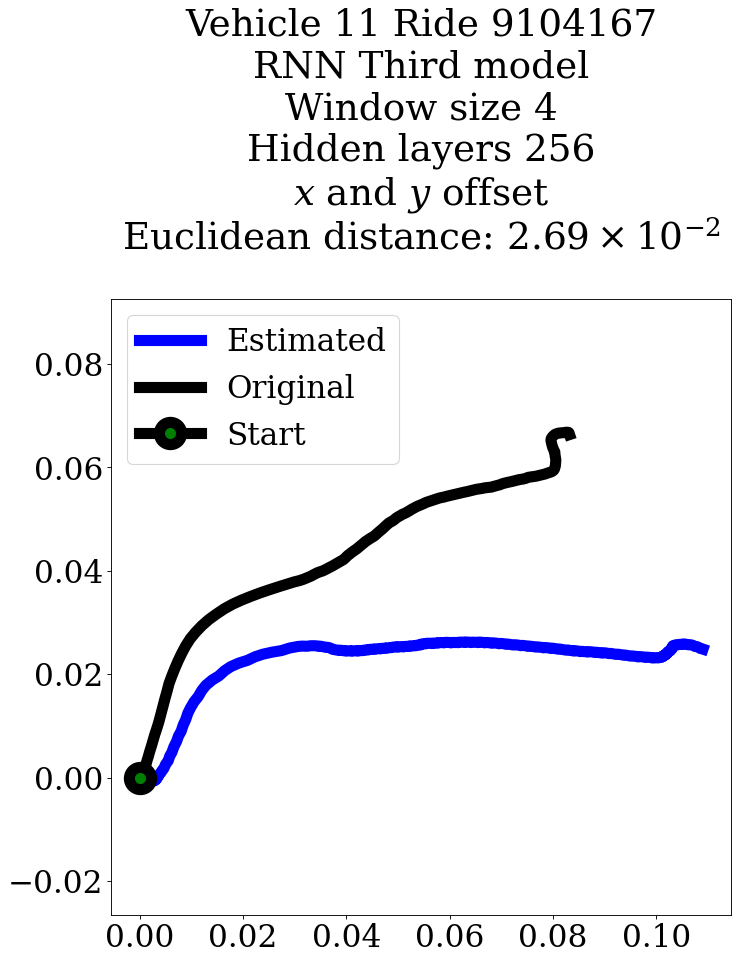 Vehicle 11 Ride 9104167
RNN Third model
Window size 4
Hidden layers 256
x and y offset
Euclidean distance: 2.69 × 10⁻²
Estimated
Original
Start
0.08
0.06
0.04
0.02
0.00
−0.02
0.00 0.02 0.04 0.06 0.08 0.10